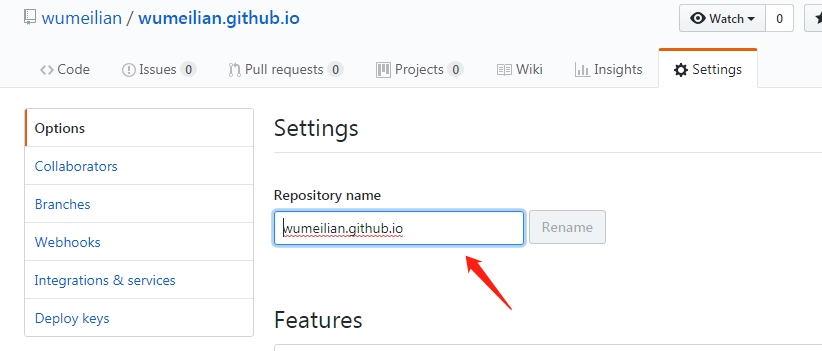 wumeilian / wumeilian.github.io
Watch 0
Code Issues 0 Pull requests 0 Projects 0 Wiki Insights Settings
Options
Collaborators
Branches
Webhooks
Integrations & services
Deploy keys
Settings
Repository name
wumeilian.github.io Rename
Features